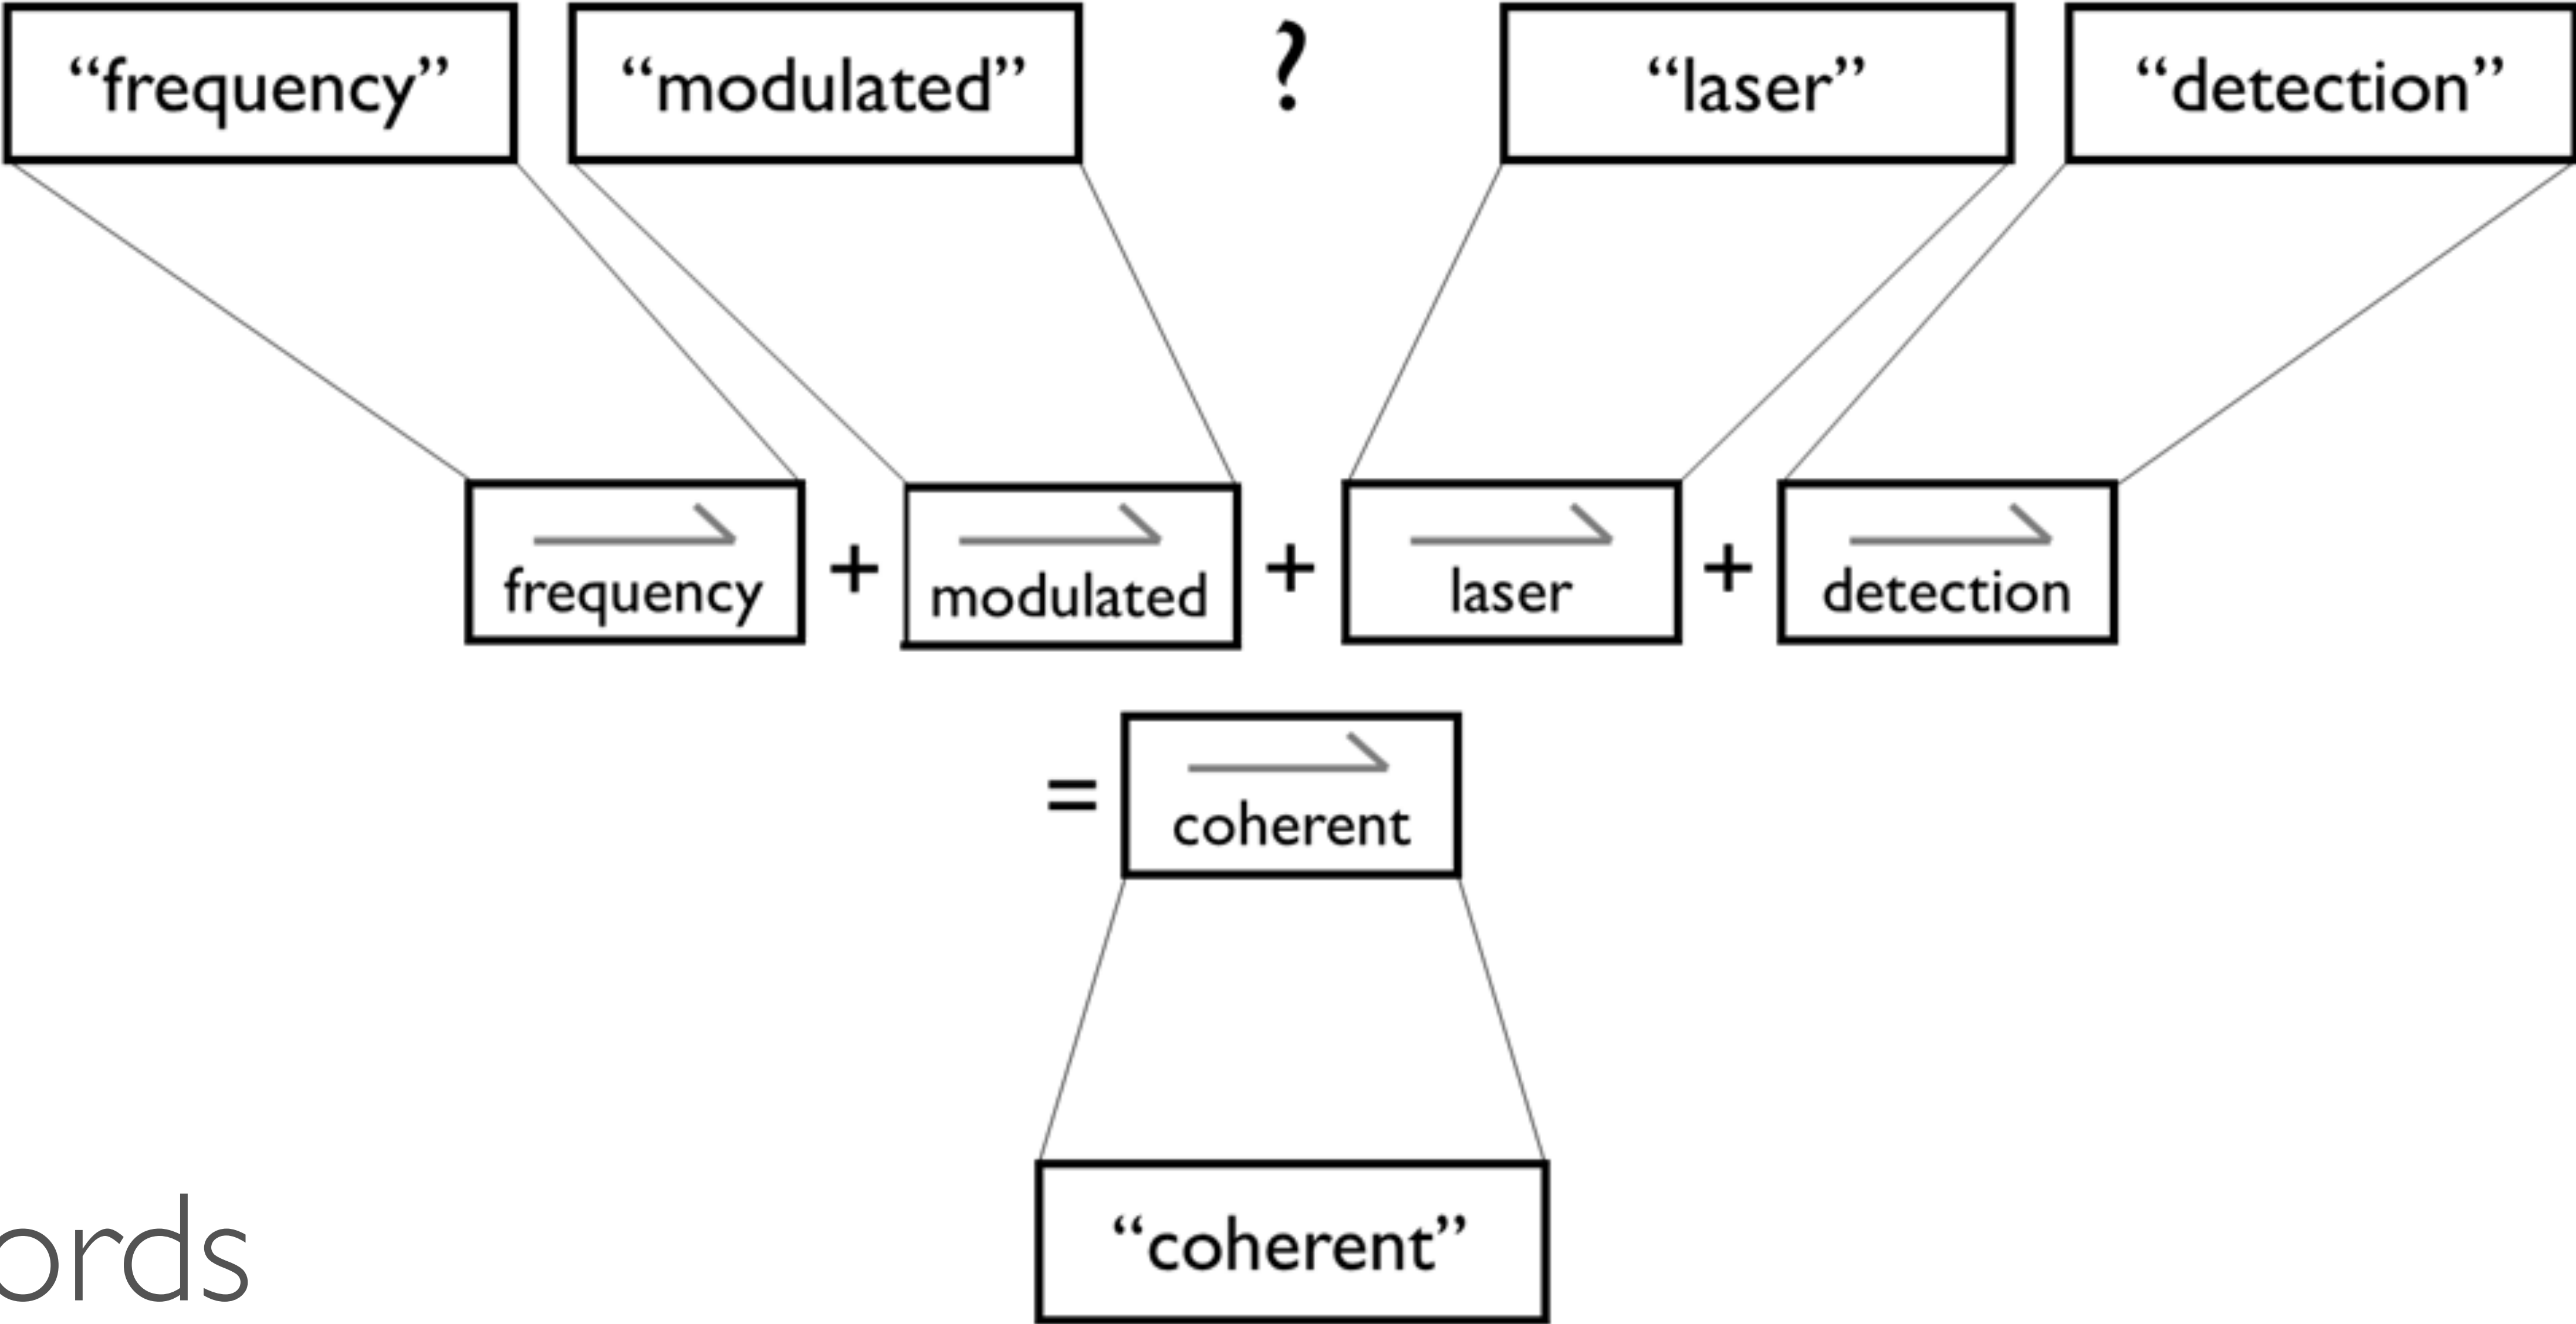 “frequency” “modulated” ? “laser” “detection”
frequency + modulated + laser + detection
= coherent
“coherent”
ords